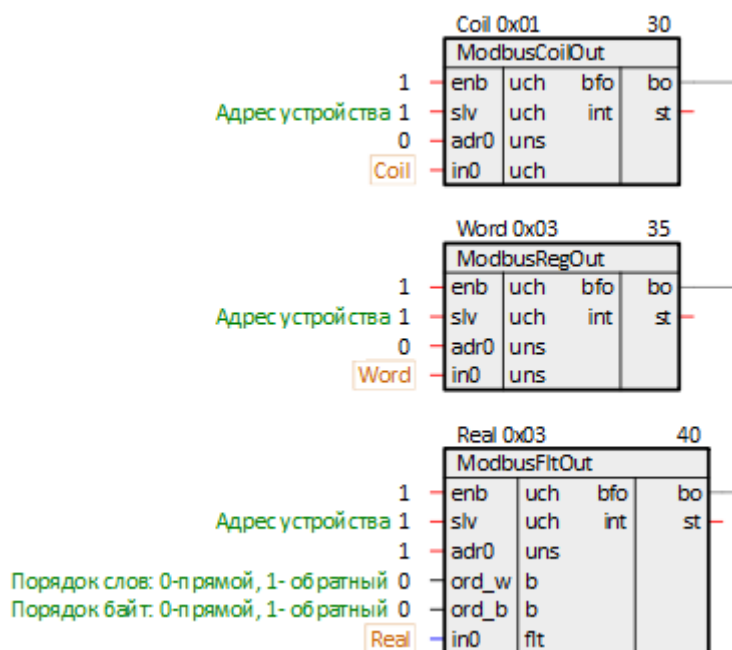 Coil 0x01 30
ModbusCoilOut
1 enb uch bfo bo
Адрес устройства 1 slv uch int st
0 adr0 uns
Coil in0 uch
Word 0x03 35
ModbusRegOut
1 enb uch bfo bo
Адрес устройства 1 slv uch int st
0 adr0 uns
Word in0 uns
Real 0x03 40
ModbusFltOut
1 enb uch bfo bo
Адрес устройства 1 slv uch int st
1 adr0 uns
Порядок слов: 0-прямой, 1- обратный 0 ord_w b
Порядок байт: 0-прямой, 1- обратный 0 ord_b b
Real in0 flt